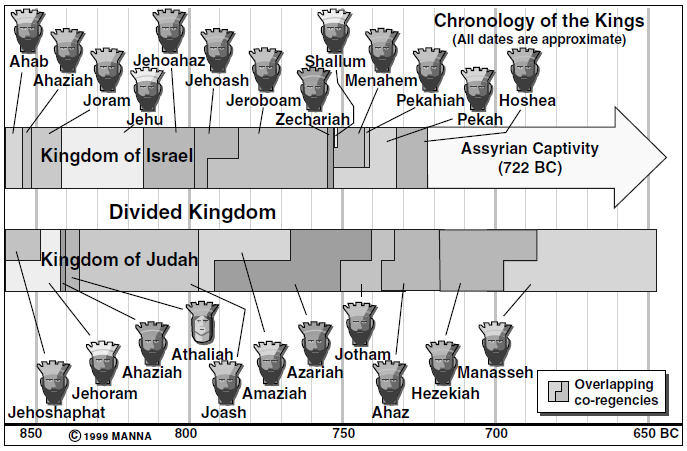 Chronology of the Kings
(All dates are approximate)
Ahab
Jehoahaz
Shallum
Ahaziah
Jehoash
Menahem
Joram
Jeroboam
Pekahiah
Hoshea
Jehu
Zechariah
Pekah
Kingdom of Israel
Assyrian Captivity
(722 BC)
Divided Kingdom
Kingdom of Judah
Athaliah
Jotham
Ahaziah
Azariah
Manasseh
Jehoram
Amaziah
Hezekiah
Jehoshaphat
Joash
Ahaz
Overlapping
co-regencies
850 © 1999 MANNA 800 750 700 650 BC